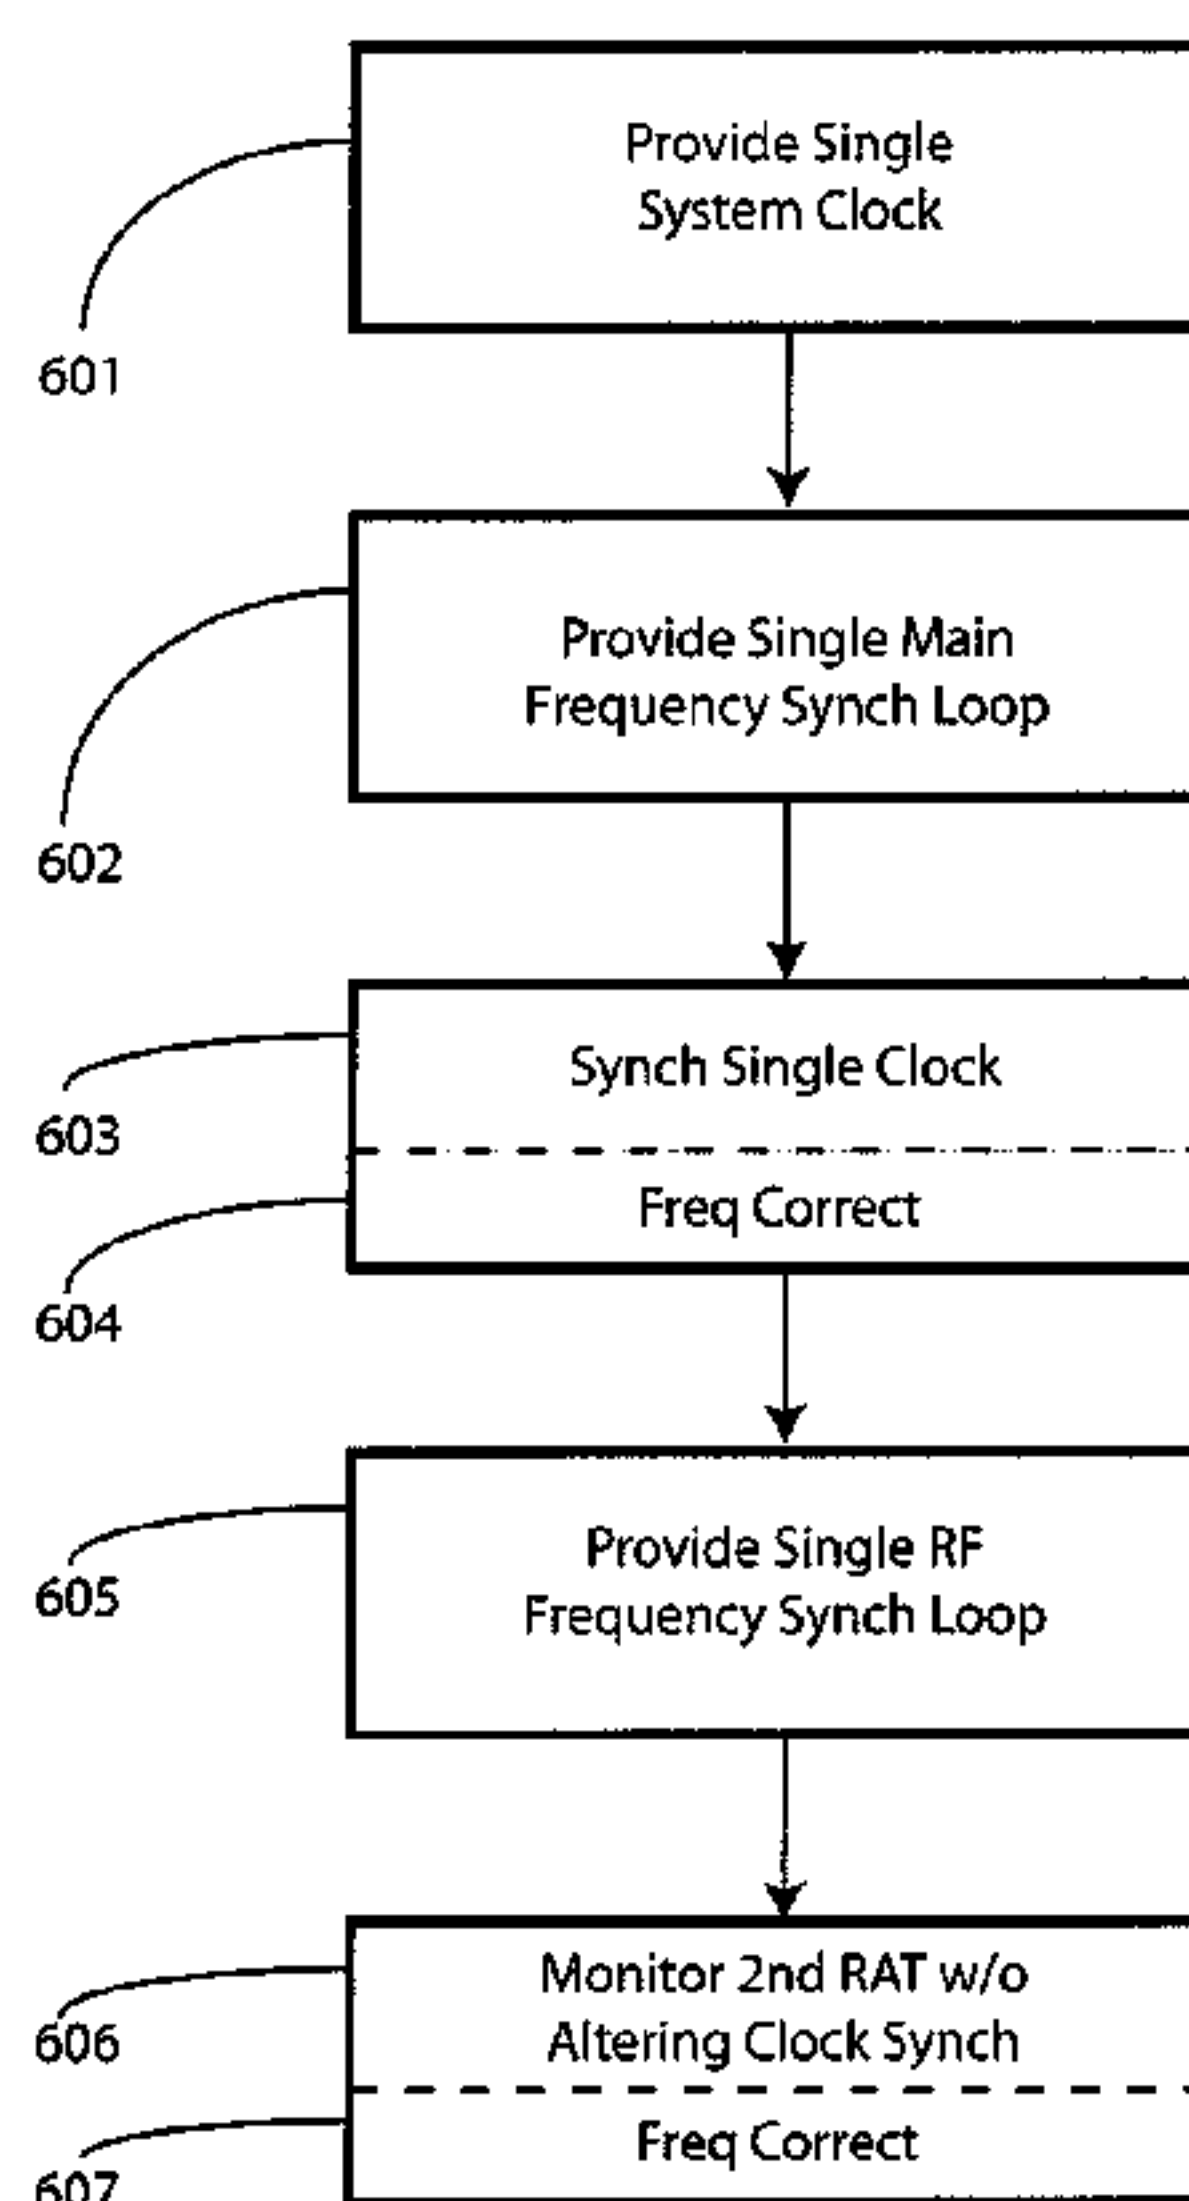 Provide Single
System Clock
601
Provide Single Main
Frequency Synch Loop
602
Synch Single Clock
603
Freq Correct
604
Provide Single RF
Frequency Synch Loop
605
Monitor 2nd RAT w/o
Altering Clock Synch
606
Freq Correct
607